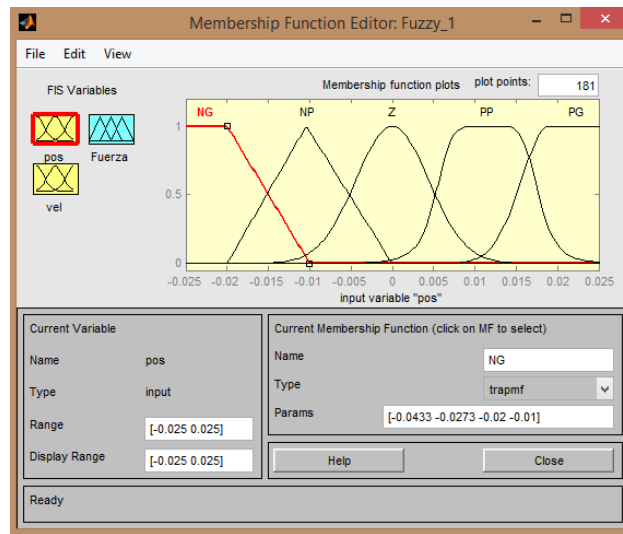 Membership Function Editor: Fuzzy_1
File Edit View
FIS Variables
pos
Fuerza
vel
Membership function plots plot points: 181
NG NP Z PP PG
1
0.5
0
-0.025 -0.02 -0.015 -0.01 -0.005 0 0.005 0.01 0.015 0.02 0.025
input variable "pos"
Current Variable
Name pos
Type input
Range [-0.025 0.025]
Display Range [-0.025 0.025]
Current Membership Function (click on MF to select)
Name NG
Type trapmf
Params [-0.0433 -0.0273 -0.02 -0.01]
Help Close
Ready